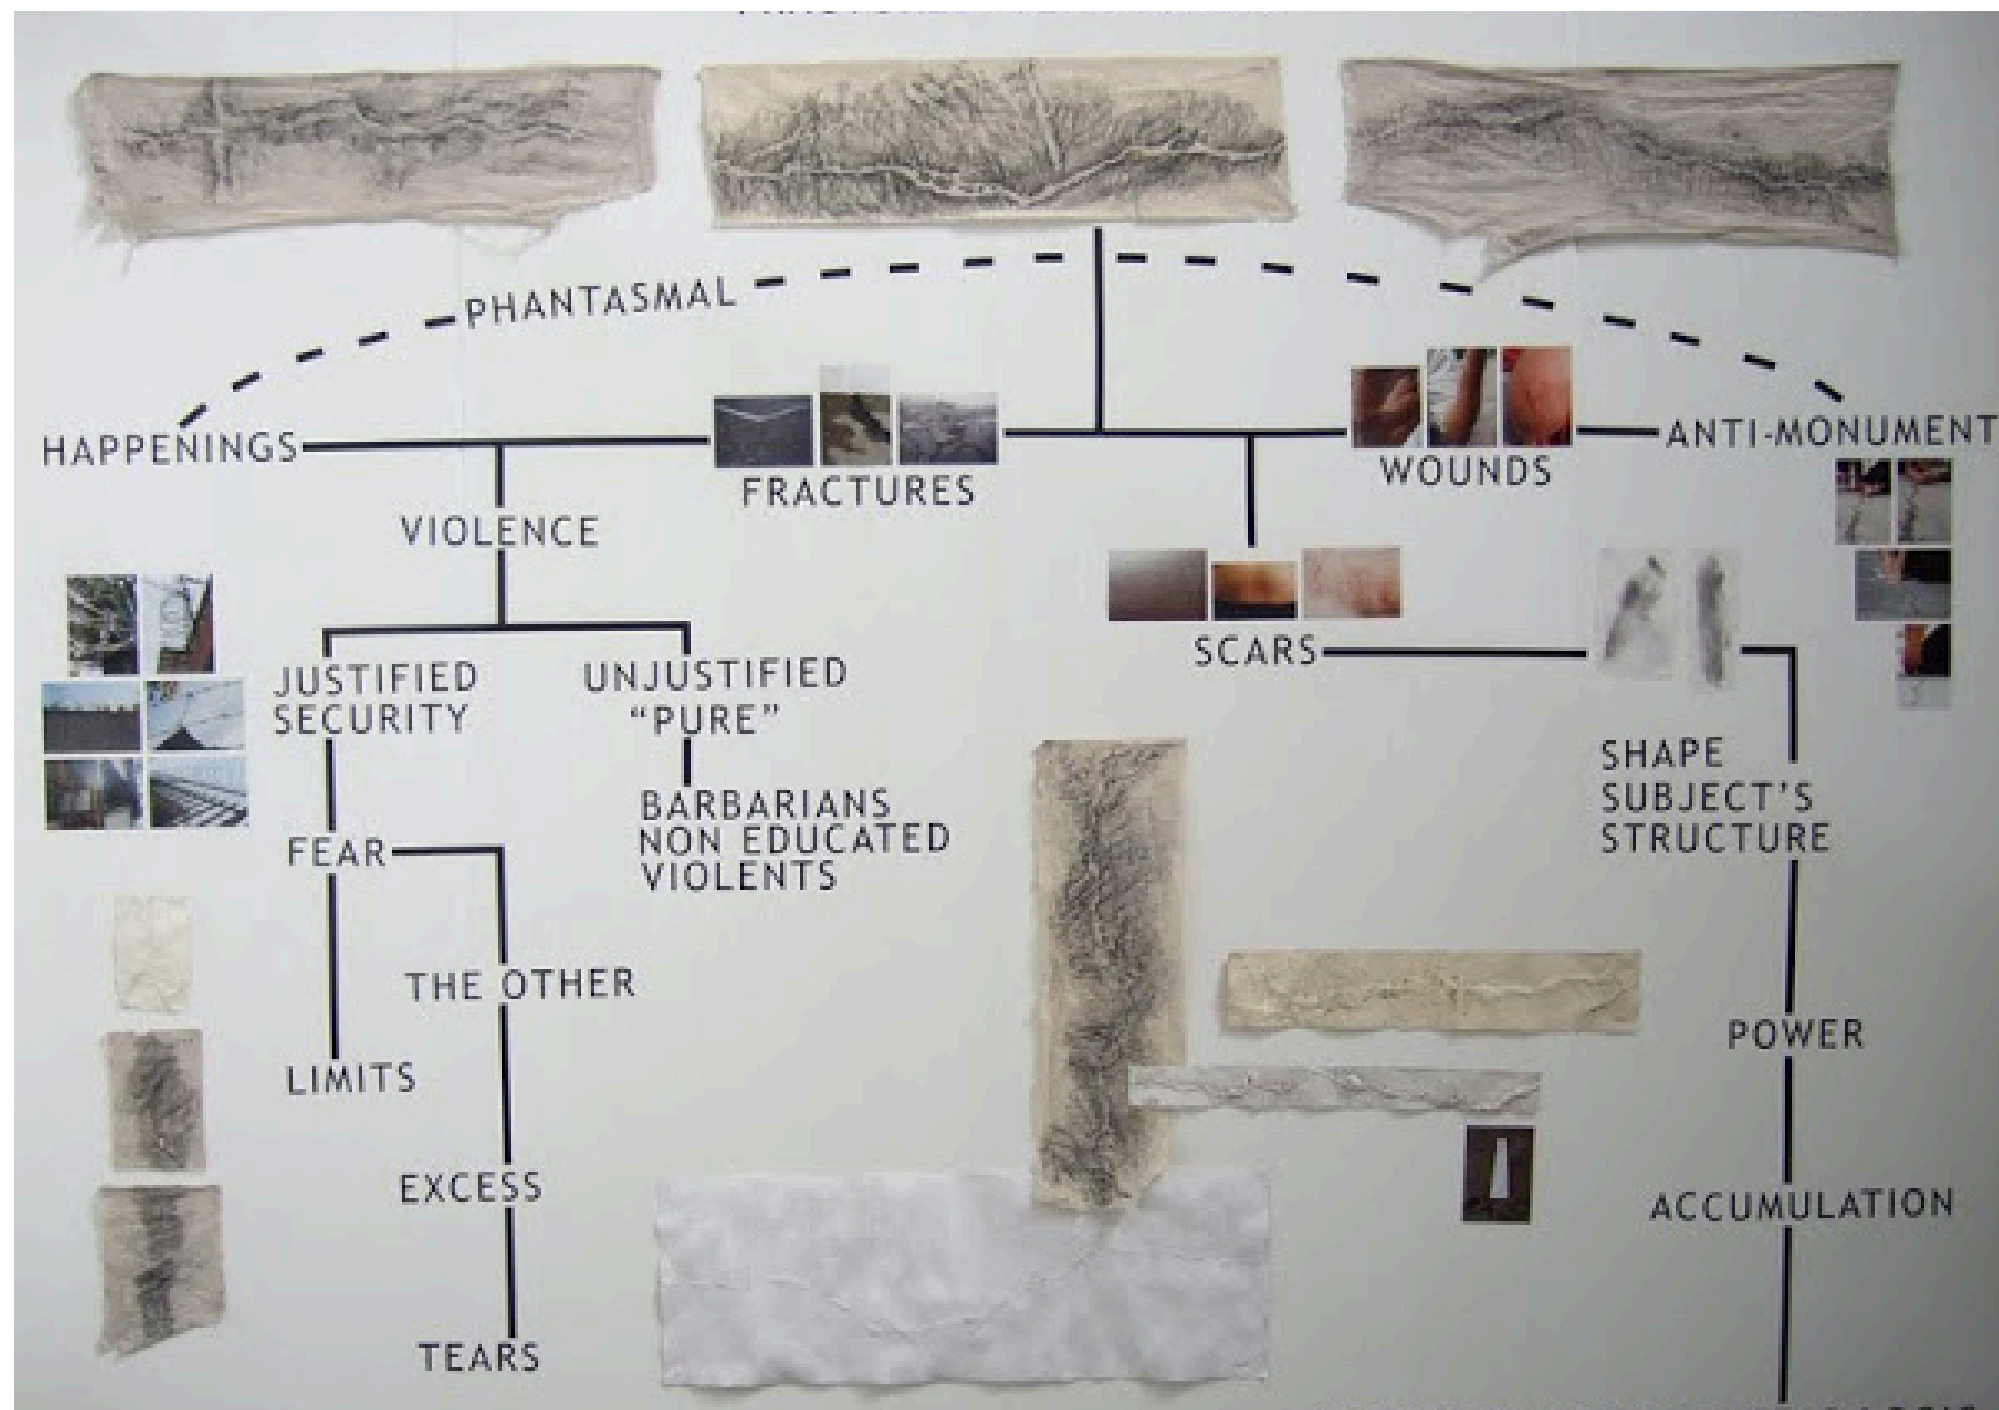 PHANTASMAL
HAPPENINGS
FRACTURES
WOUNDS
ANTI-MONUMENT
VIOLENCE
SCARS
JUSTIFIED
SECURITY
UNJUSTIFIED
“PURE”
BARBARIANS
NON EDUCATED
VIOLENTS
SHAPE
SUBJECT'S
STRUCTURE
FEAR
THE OTHER
LIMITS
POWER
EXCESS
ACCUMULATION
TEARS